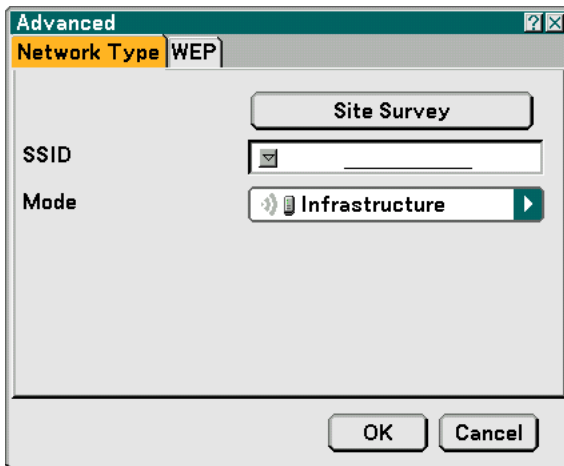 Advanced
Network Type WEP
Site Survey
SSID
Mode Infrastructure
OK Cancel